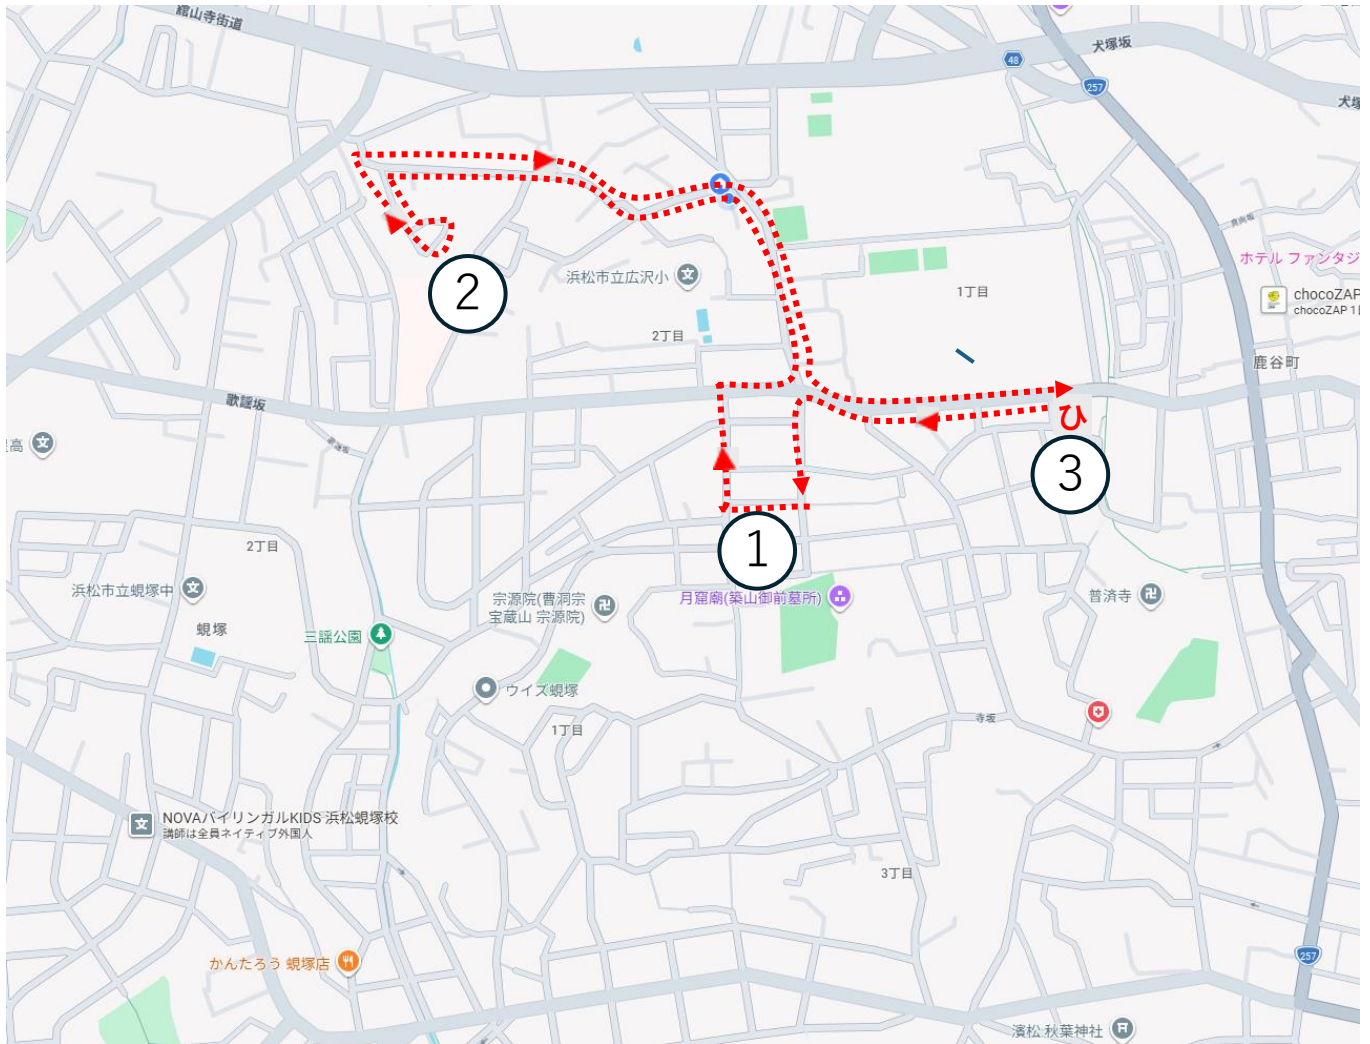 舘山寺街道
犬塚坂
48
257
犬塚
真向坂
ホテル ファンタジ
浜松市立広沢小
②
1丁目
chocoZAP
chocoZAP 1
2丁目
鹿谷町
歌謡坂
ひ
③
高
2丁目
①
浜松市立蜆塚中
宗源院(曹洞宗
宝蔵山 宗源院)
月窟廟(築山御前墓所)
普済寺
蜆塚
三謡公園
ウイズ蜆塚
1丁目
寺坂
NOVAバイリンガルKIDS 浜松蜆塚校
講師は全員ネイティブ外国人
3丁目
かんたろう 蜆塚店
257
濱松 秋葉神社